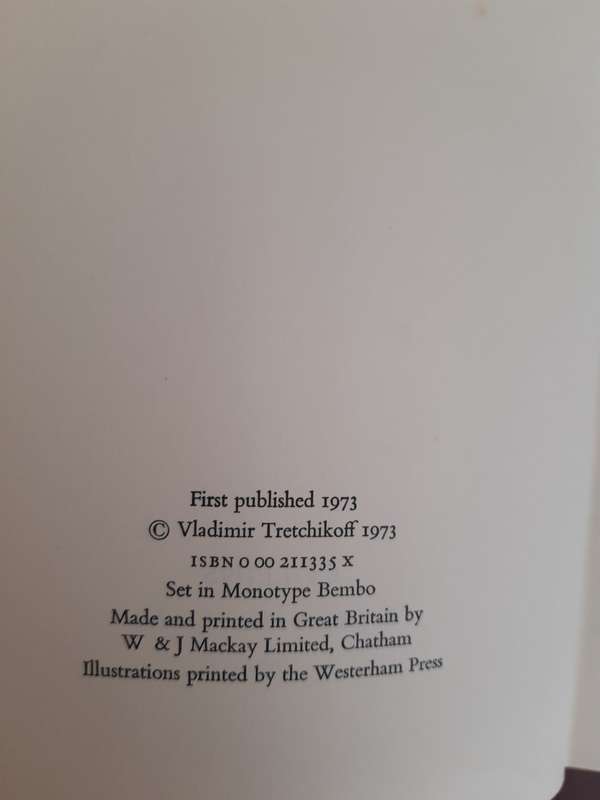 First published 1973
© Vladimir Tretchikoff 1973
ISBN 0 00 211335 X
Set in Monotype Bembo
Made and printed in Great Britain by
W & J Mackay Limited, Chatham
Illustrations printed by the Westerham Press